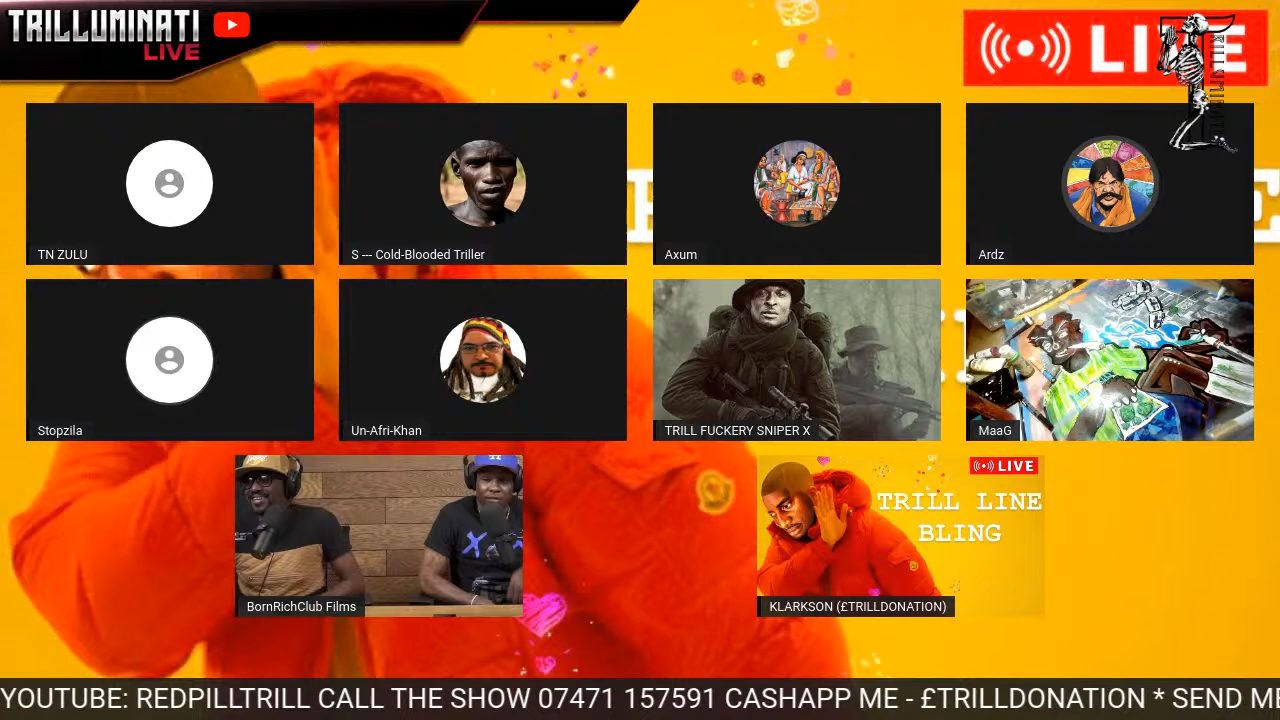 TRILLUMINATI
LIVE
LIVE
TN ZULU
S --- Cold-Blooded Triller
Axum
Ardz
Stopzila
Un-Afri-Khan
TRILL FUCKERY SNIPER X
MaaG
BornRichClub Films
LIVE
TRILL LINE
BLING
KLARKSON (£TRILLDONATION)
YOUTUBE: REDPILLTRILL CALL THE SHOW 07471 157591 CASHAPP ME - £TRILLDONATION * SEND ME